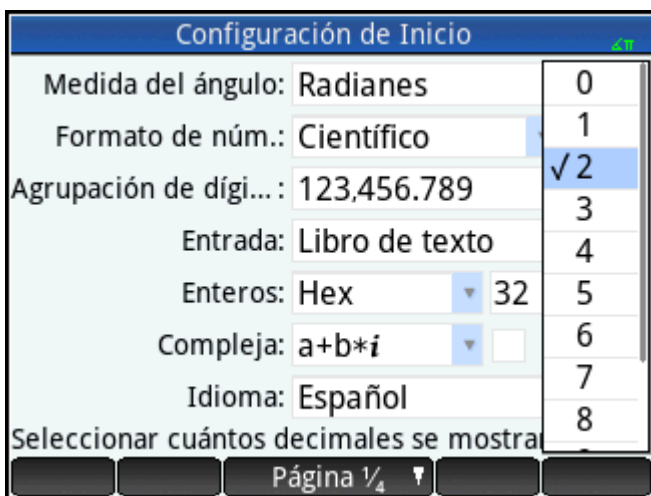 Configuración de Inicio
∡π
Medida del ángulo: Radianes
Formato de núm.: Científico
Agrupación de dígi...: 123,456.789
Entrada: Libro de texto
Enteros: Hex 32
Compleja: a+b*i
Idioma: Español
0
1
√ 2
3
4
5
6
7
8
Seleccionar cuántos decimales se
Página 1/4